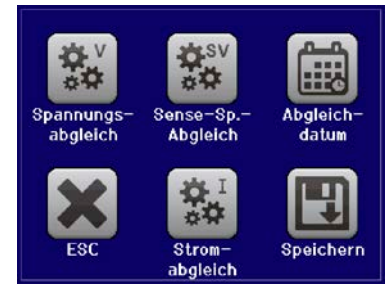 V
SV
Spannungs-
abgleich
Sense-Sp.-
Abgleich
Abgleich-
datum
I
ESC
Strom-
abgleich
Speichern